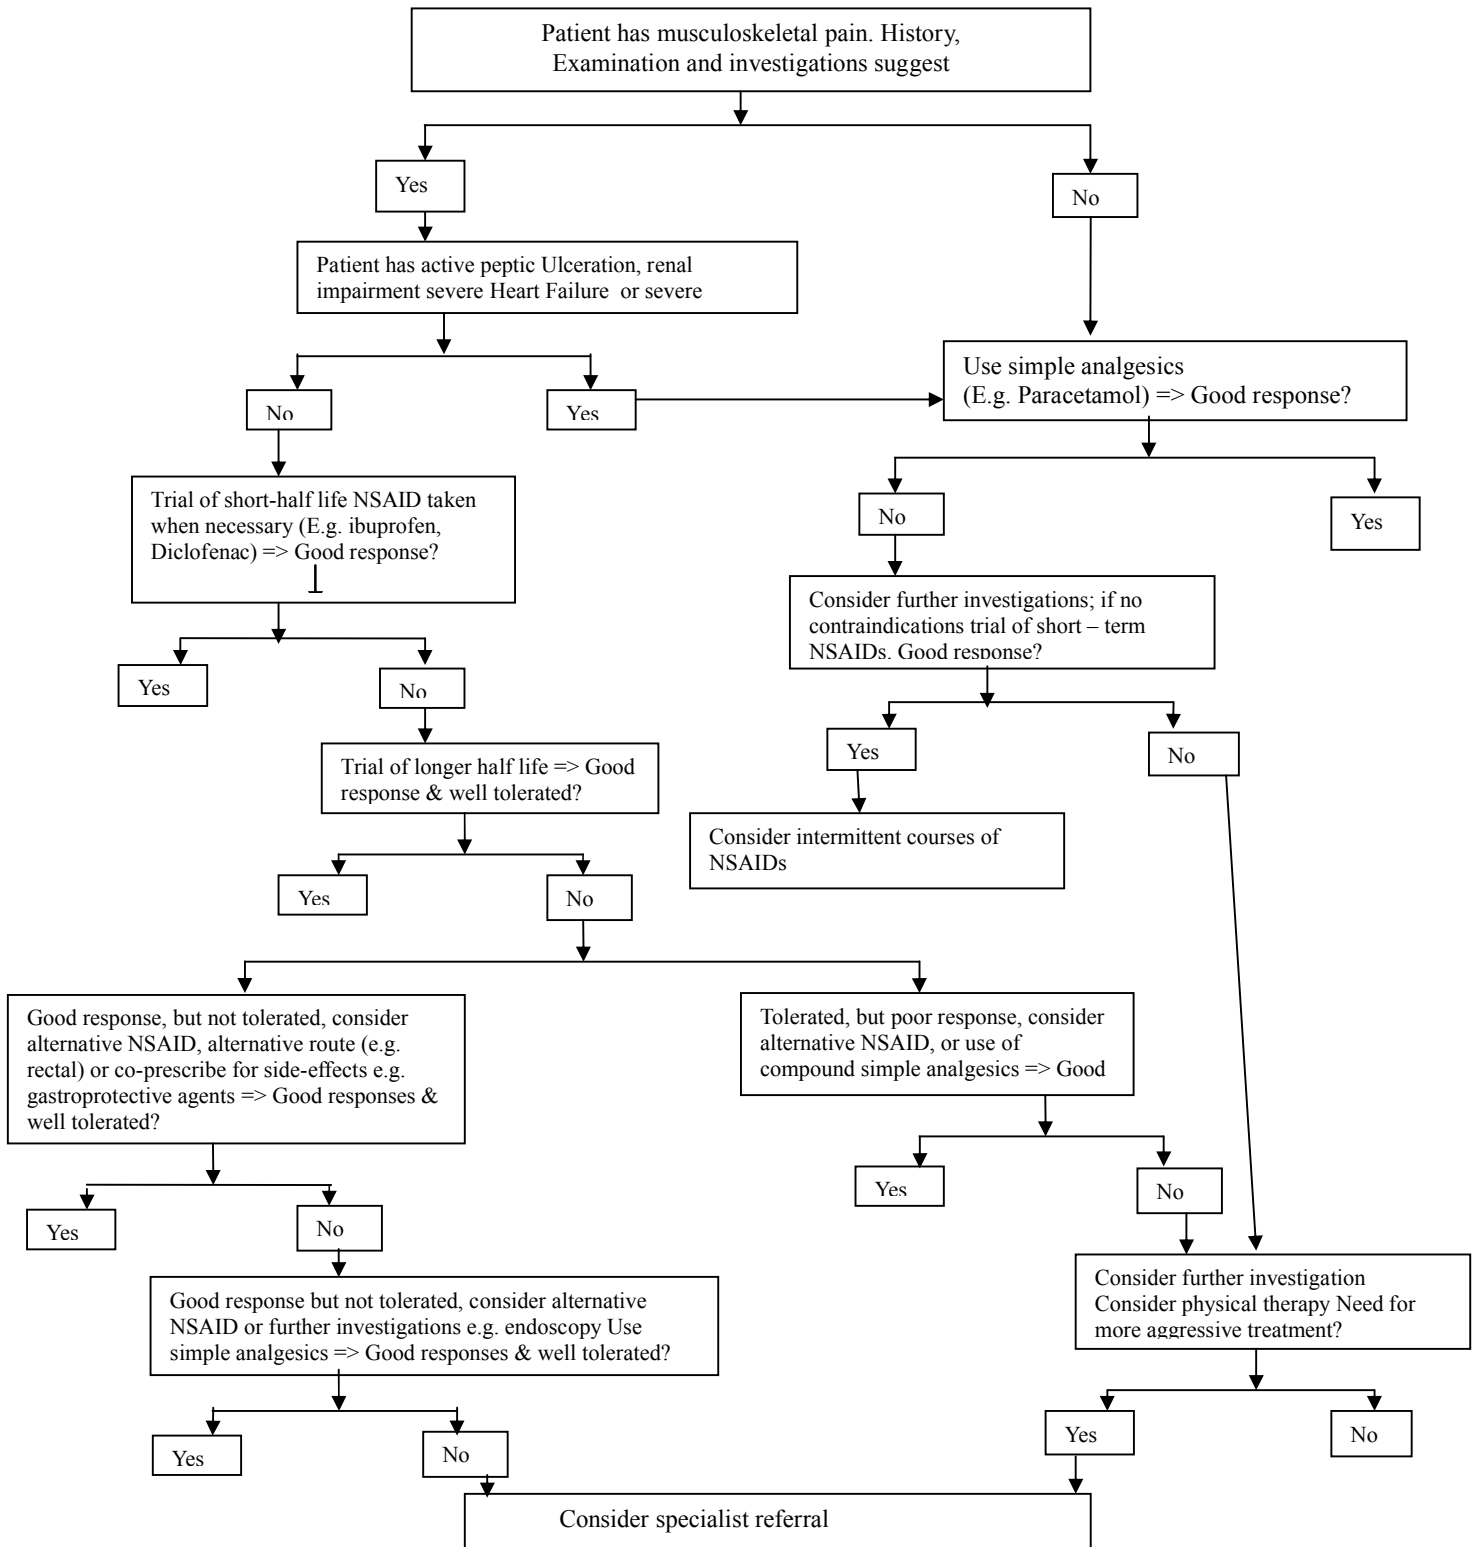 Patient has musculoskeletal pain. History,
Examination and investigations suggest
Yes
No
Patient has active peptic Ulceration, renal
impairment severe Heart Failure or severe
No
Yes
Use simple analgesics
(E.g. Paracetamol) => Good response?
Trial of short-half life NSAID taken
when necessary (E.g. ibuprofen,
Diclofenac) => Good response?
No
Yes
Consider further investigations; if no
contraindications trial of short – term
NSAIDs. Good response?
Yes
No
Yes
No
Trial of longer half life => Good
response & well tolerated?
Consider intermittent courses of
NSAIDs
Yes
No
Good response, but not tolerated, consider
alternative NSAID, alternative route (e.g.
rectal) or co-prescribe for side-effects e.g.
gastroprotective agents => Good responses &
well tolerated?
Tolerated, but poor response, consider
alternative NSAID, or use of
compound simple analgesics => Good
Yes
No
Yes
No
Good response but not tolerated, consider alternative
NSAID or further investigations e.g. endoscopy Use
simple analgesics => Good responses & well tolerated?
Consider further investigation
Consider physical therapy Need for
more aggressive treatment?
Yes
No
Yes
No
Consider specialist referral